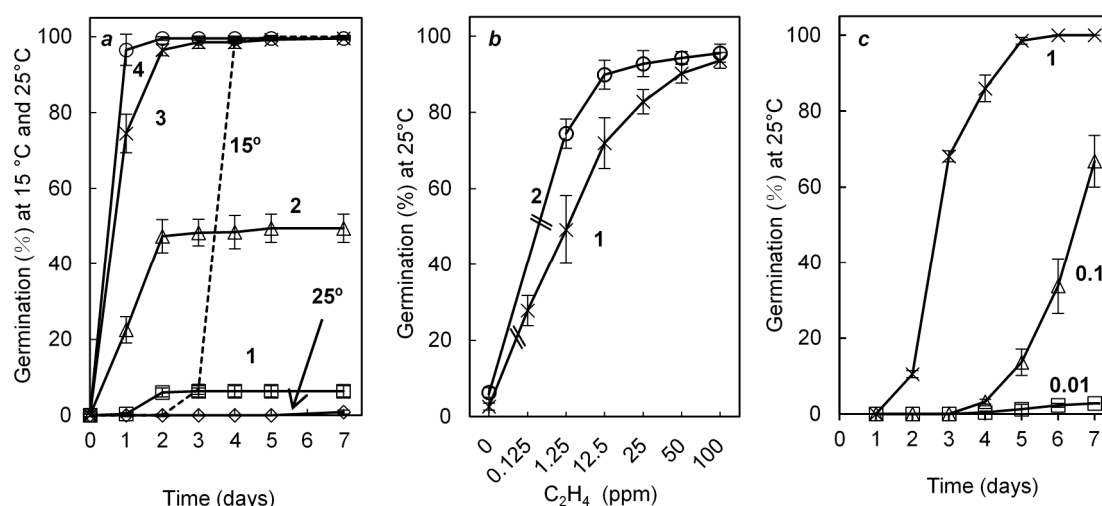 a
Germination (%) at 15 °C and 25°C
100
80
60
40
20
0
4
3
15º
2
25º
1
0 1 2 3 4 5 6 7
Time (days)
b
Germination (%) at 25°C
100
80
60
40
20
0
2
1
0 0.125 1.25 12.5 25 50 100
C₂H₄ (ppm)
c
Germination (%) at 25°C
100
80
60
40
20
0
1
0.1
0.01
0 1 2 3 4 5 6 7
Time (days)